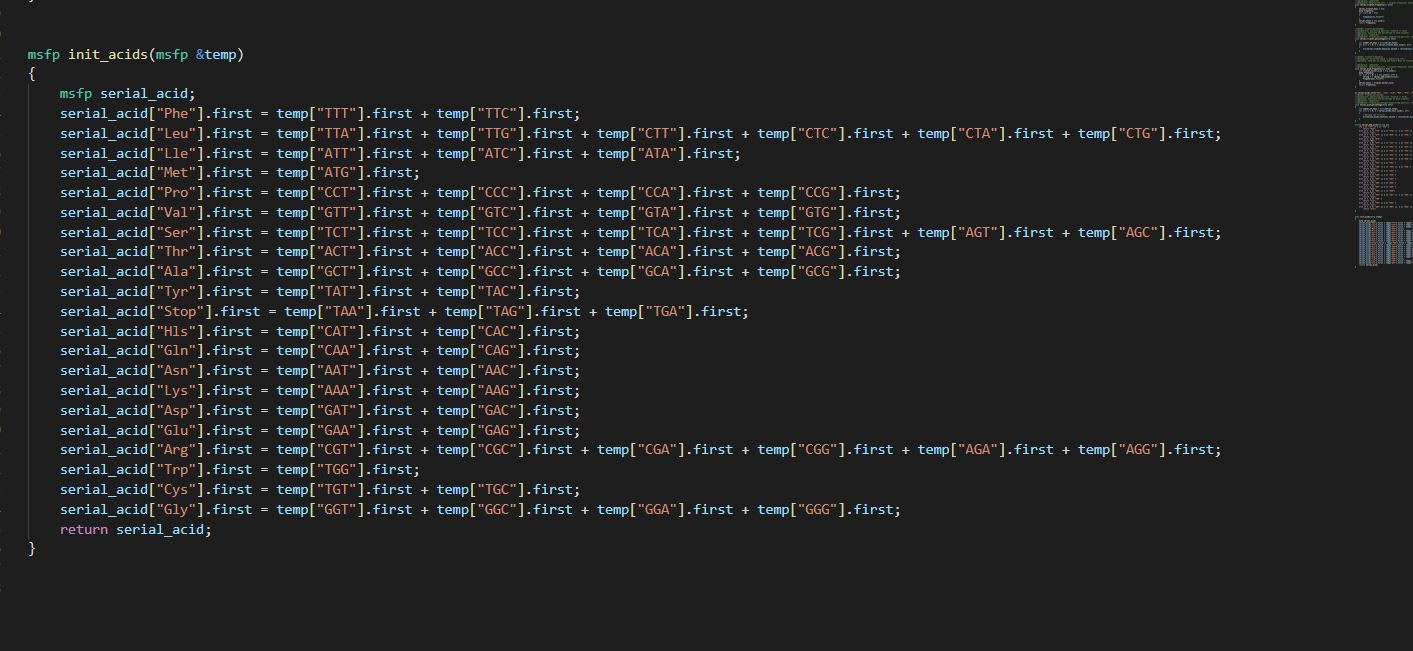 msfp init_acids(msfp &temp)
{
    msfp serial_acid;
    serial_acid["Phe"].first = temp["TTT"].first + temp["TTC"].first;
    serial_acid["Leu"].first = temp["TTA"].first + temp["TTG"].first + temp["CTT"].first + temp["CTC"].first + temp["CTA"].first + temp["CTG"].first;
    serial_acid["Lle"].first = temp["ATT"].first + temp["ATC"].first + temp["ATA"].first;
    serial_acid["Met"].first = temp["ATG"].first;
    serial_acid["Pro"].first = temp["CCT"].first + temp["CCC"].first + temp["CCA"].first + temp["CCG"].first;
    serial_acid["Val"].first = temp["GTT"].first + temp["GTC"].first + temp["GTA"].first + temp["GTG"].first;
    serial_acid["Ser"].first = temp["TCT"].first + temp["TCC"].first + temp["TCA"].first + temp["TCG"].first + temp["AGT"].first + temp["AGC"].first;
    serial_acid["Thr"].first = temp["ACT"].first + temp["ACC"].first + temp["ACA"].first + temp["ACG"].first;
    serial_acid["Ala"].first = temp["GCT"].first + temp["GCC"].first + temp["GCA"].first + temp["GCG"].first;
    serial_acid["Tyr"].first = temp["TAT"].first + temp["TAC"].first;
    serial_acid["Stop"].first = temp["TAA"].first + temp["TAG"].first + temp["TGA"].first;
    serial_acid["Hls"].first = temp["CAT"].first + temp["CAC"].first;
    serial_acid["Gln"].first = temp["CAA"].first + temp["CAG"].first;
    serial_acid["Asn"].first = temp["AAT"].first + temp["AAC"].first;
    serial_acid["Lys"].first = temp["AAA"].first + temp["AAG"].first;
    serial_acid["Asp"].first = temp["GAT"].first + temp["GAC"].first;
    serial_acid["Glu"].first = temp["GAA"].first + temp["GAG"].first;
    serial_acid["Arg"].first = temp["CGT"].first + temp["CGC"].first + temp["CGA"].first + temp["CGG"].first + temp["AGA"].first + temp["AGG"].first;
    serial_acid["Trp"].first = temp["TGG"].first;
    serial_acid["Cys"].first = temp["TGT"].first + temp["TGC"].first;
    serial_acid["Gly"].first = temp["GGT"].first + temp["GGC"].first + temp["GGA"].first + temp["GGG"].first;
    return serial_acid;
}